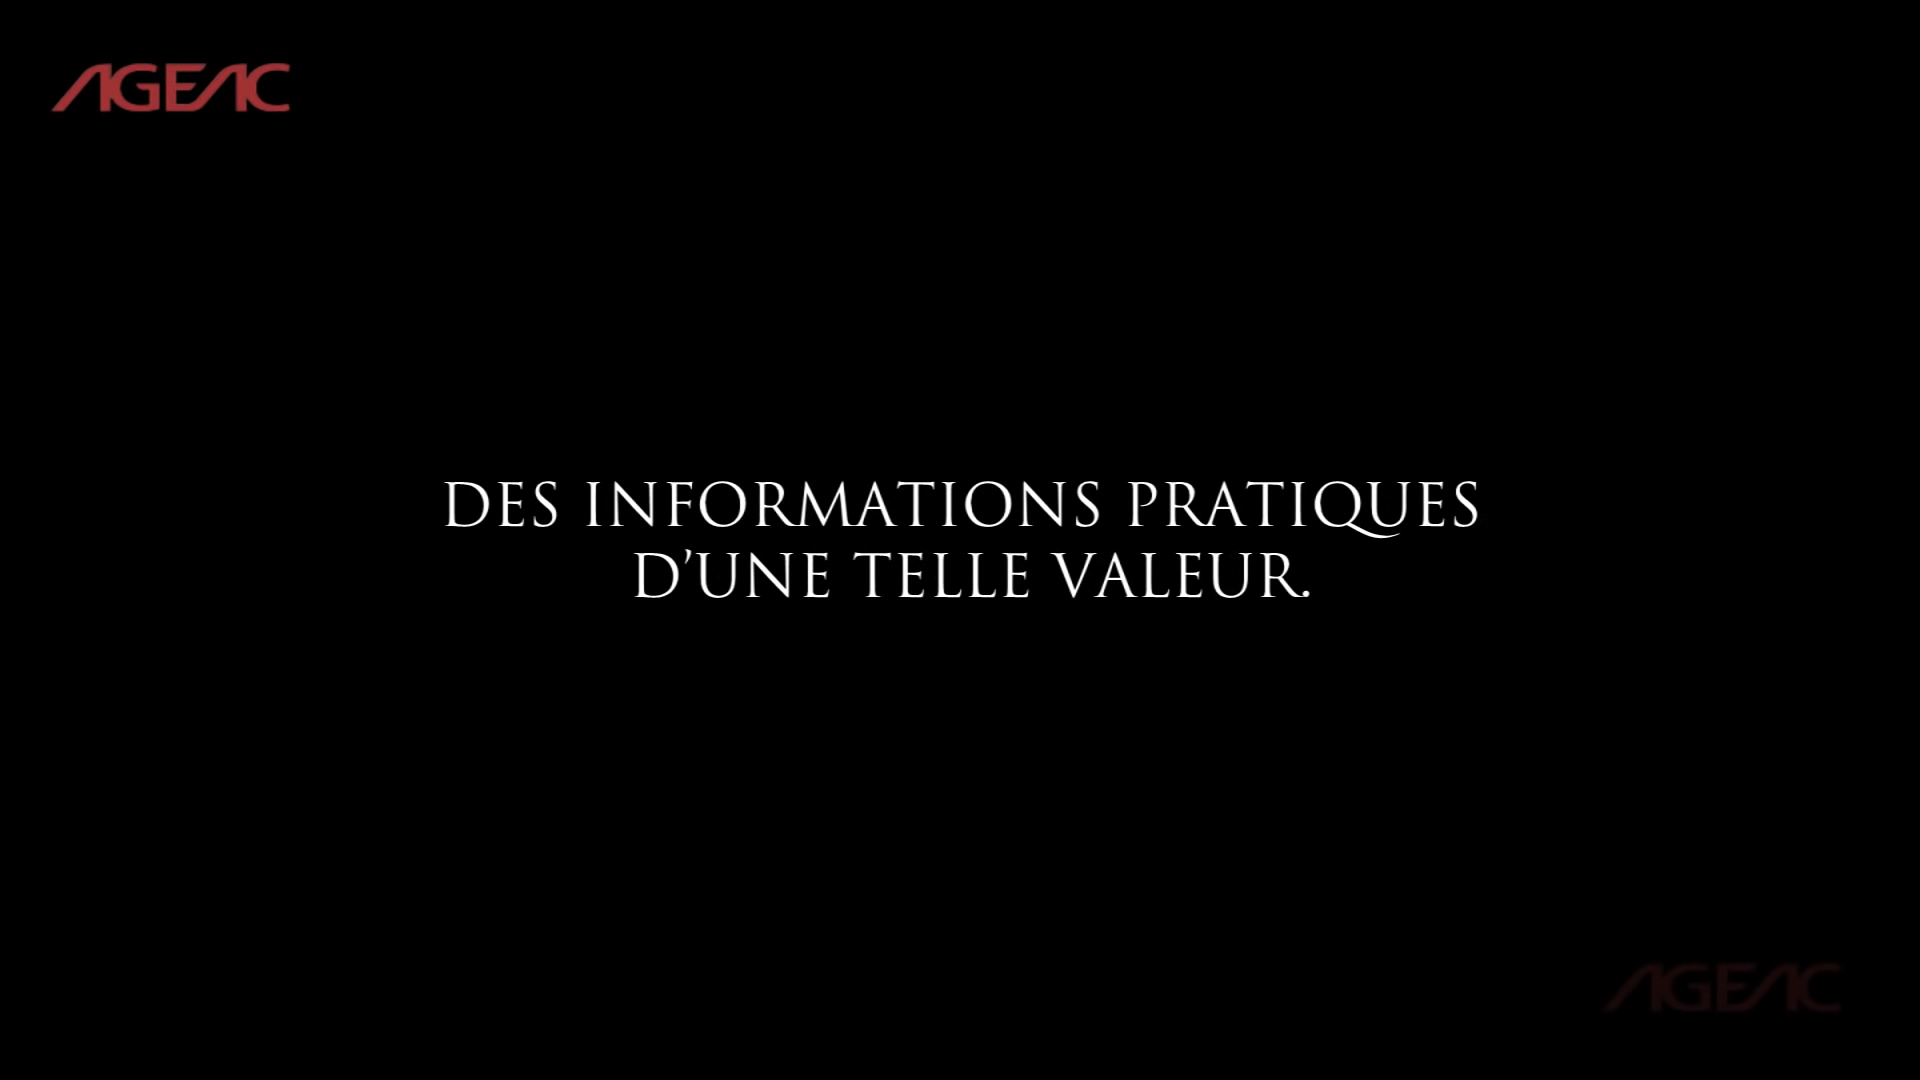 AGEAC
DES INFORMATIONS PRATIQUES
D’UNE TELLE VALEUR.
AGEAC